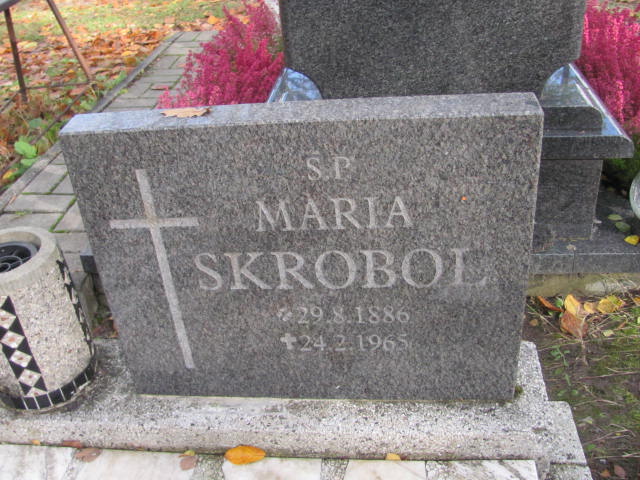 Ś.P.
MARIA
SKROBOL
* 29.8.1886
✝ 24.2.1965